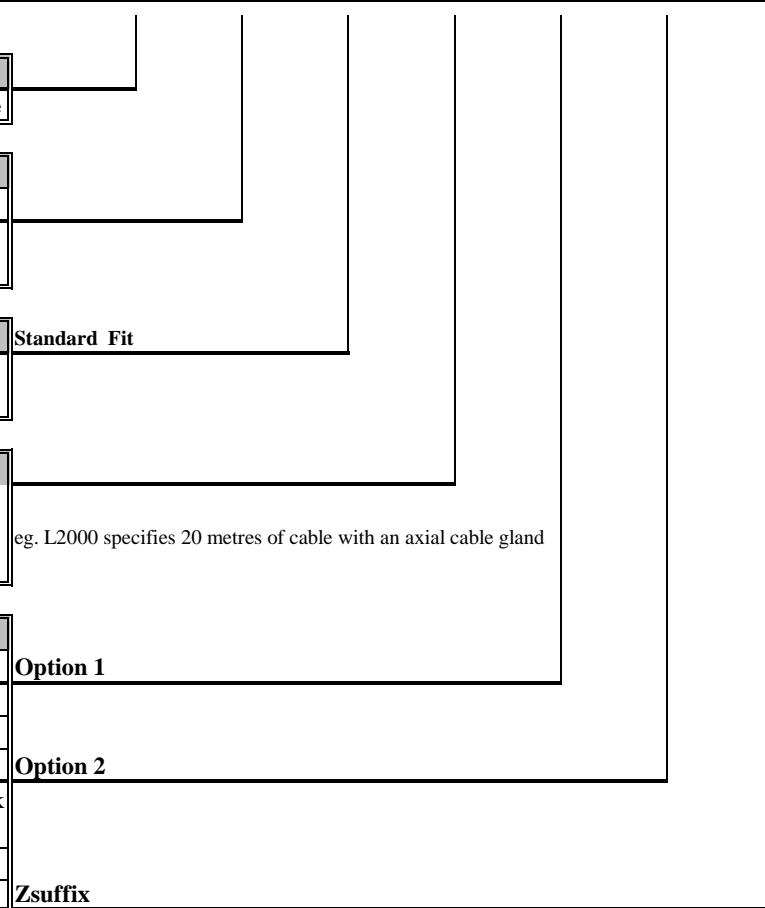 Standard Fit
eg. L2000 specifies 20 metres of cable with an axial cable gland
Option 1
Option 2
Zsuffix